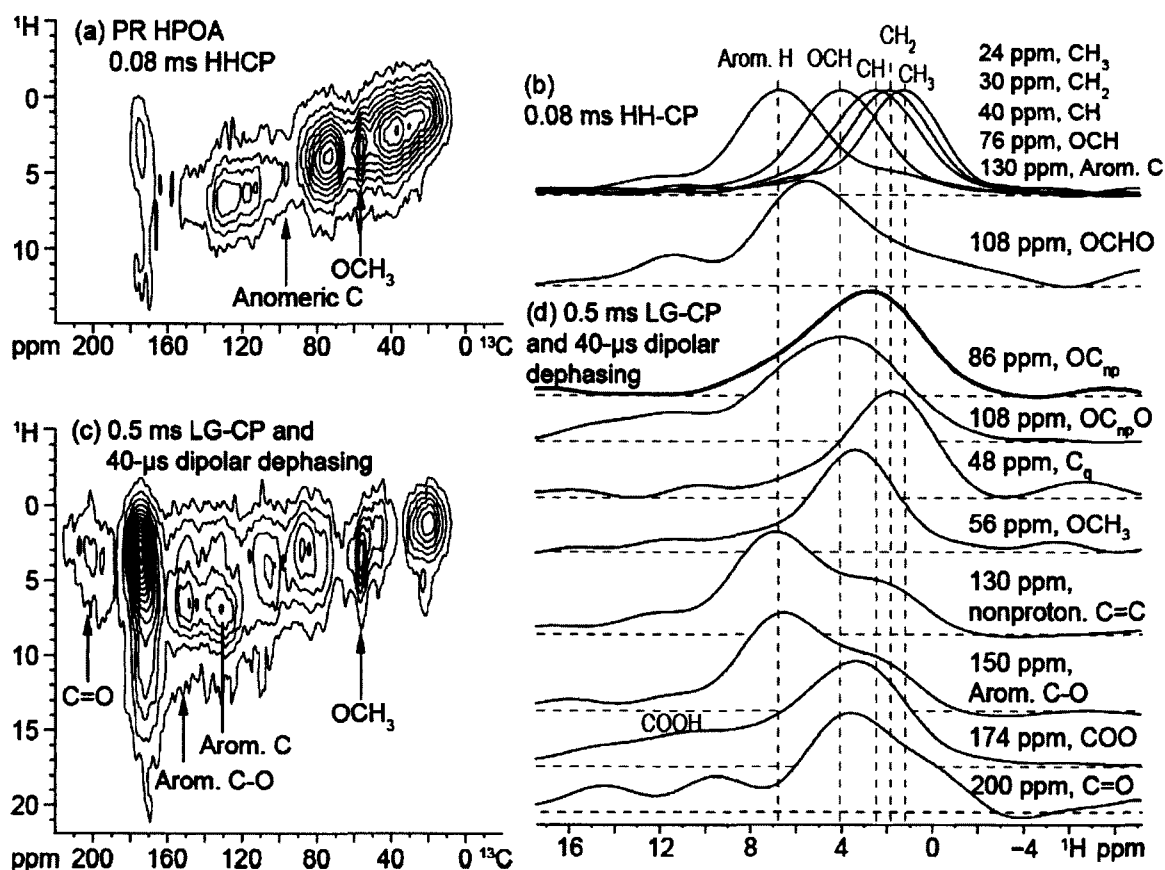 (a) PR HPOA
0.08 ms HHCP
¹H
0
5
10
Anomeric C
OCH₃
ppm 200 160 120 80 40 0 ¹³C
(b)
0.08 ms HH-CP
Arom. H
OCH
CH
CH₂
CH₃
24 ppm, CH₃
30 ppm, CH₂
40 ppm, CH
76 ppm, OCH
130 ppm, Arom. C
108 ppm, OCHO
(c) 0.5 ms LG-CP and
40-µs dipolar dephasing
¹H
0
5
10
15
20
C=O
Arom. C
Arom. C-O
OCH₃
ppm 200 160 120 80 40 0 ¹³C
(d) 0.5 ms LG-CP
and 40-µs dipolar
dephasing
86 ppm, OCₙₚ
108 ppm, OCₙₚO
48 ppm, C_q
56 ppm, OCH₃
130 ppm,
nonproton. C=C
150 ppm,
Arom. C-O
COOH
174 ppm, COO
200 ppm, C=O
16 12 8 4 0 -4 ¹H ppm